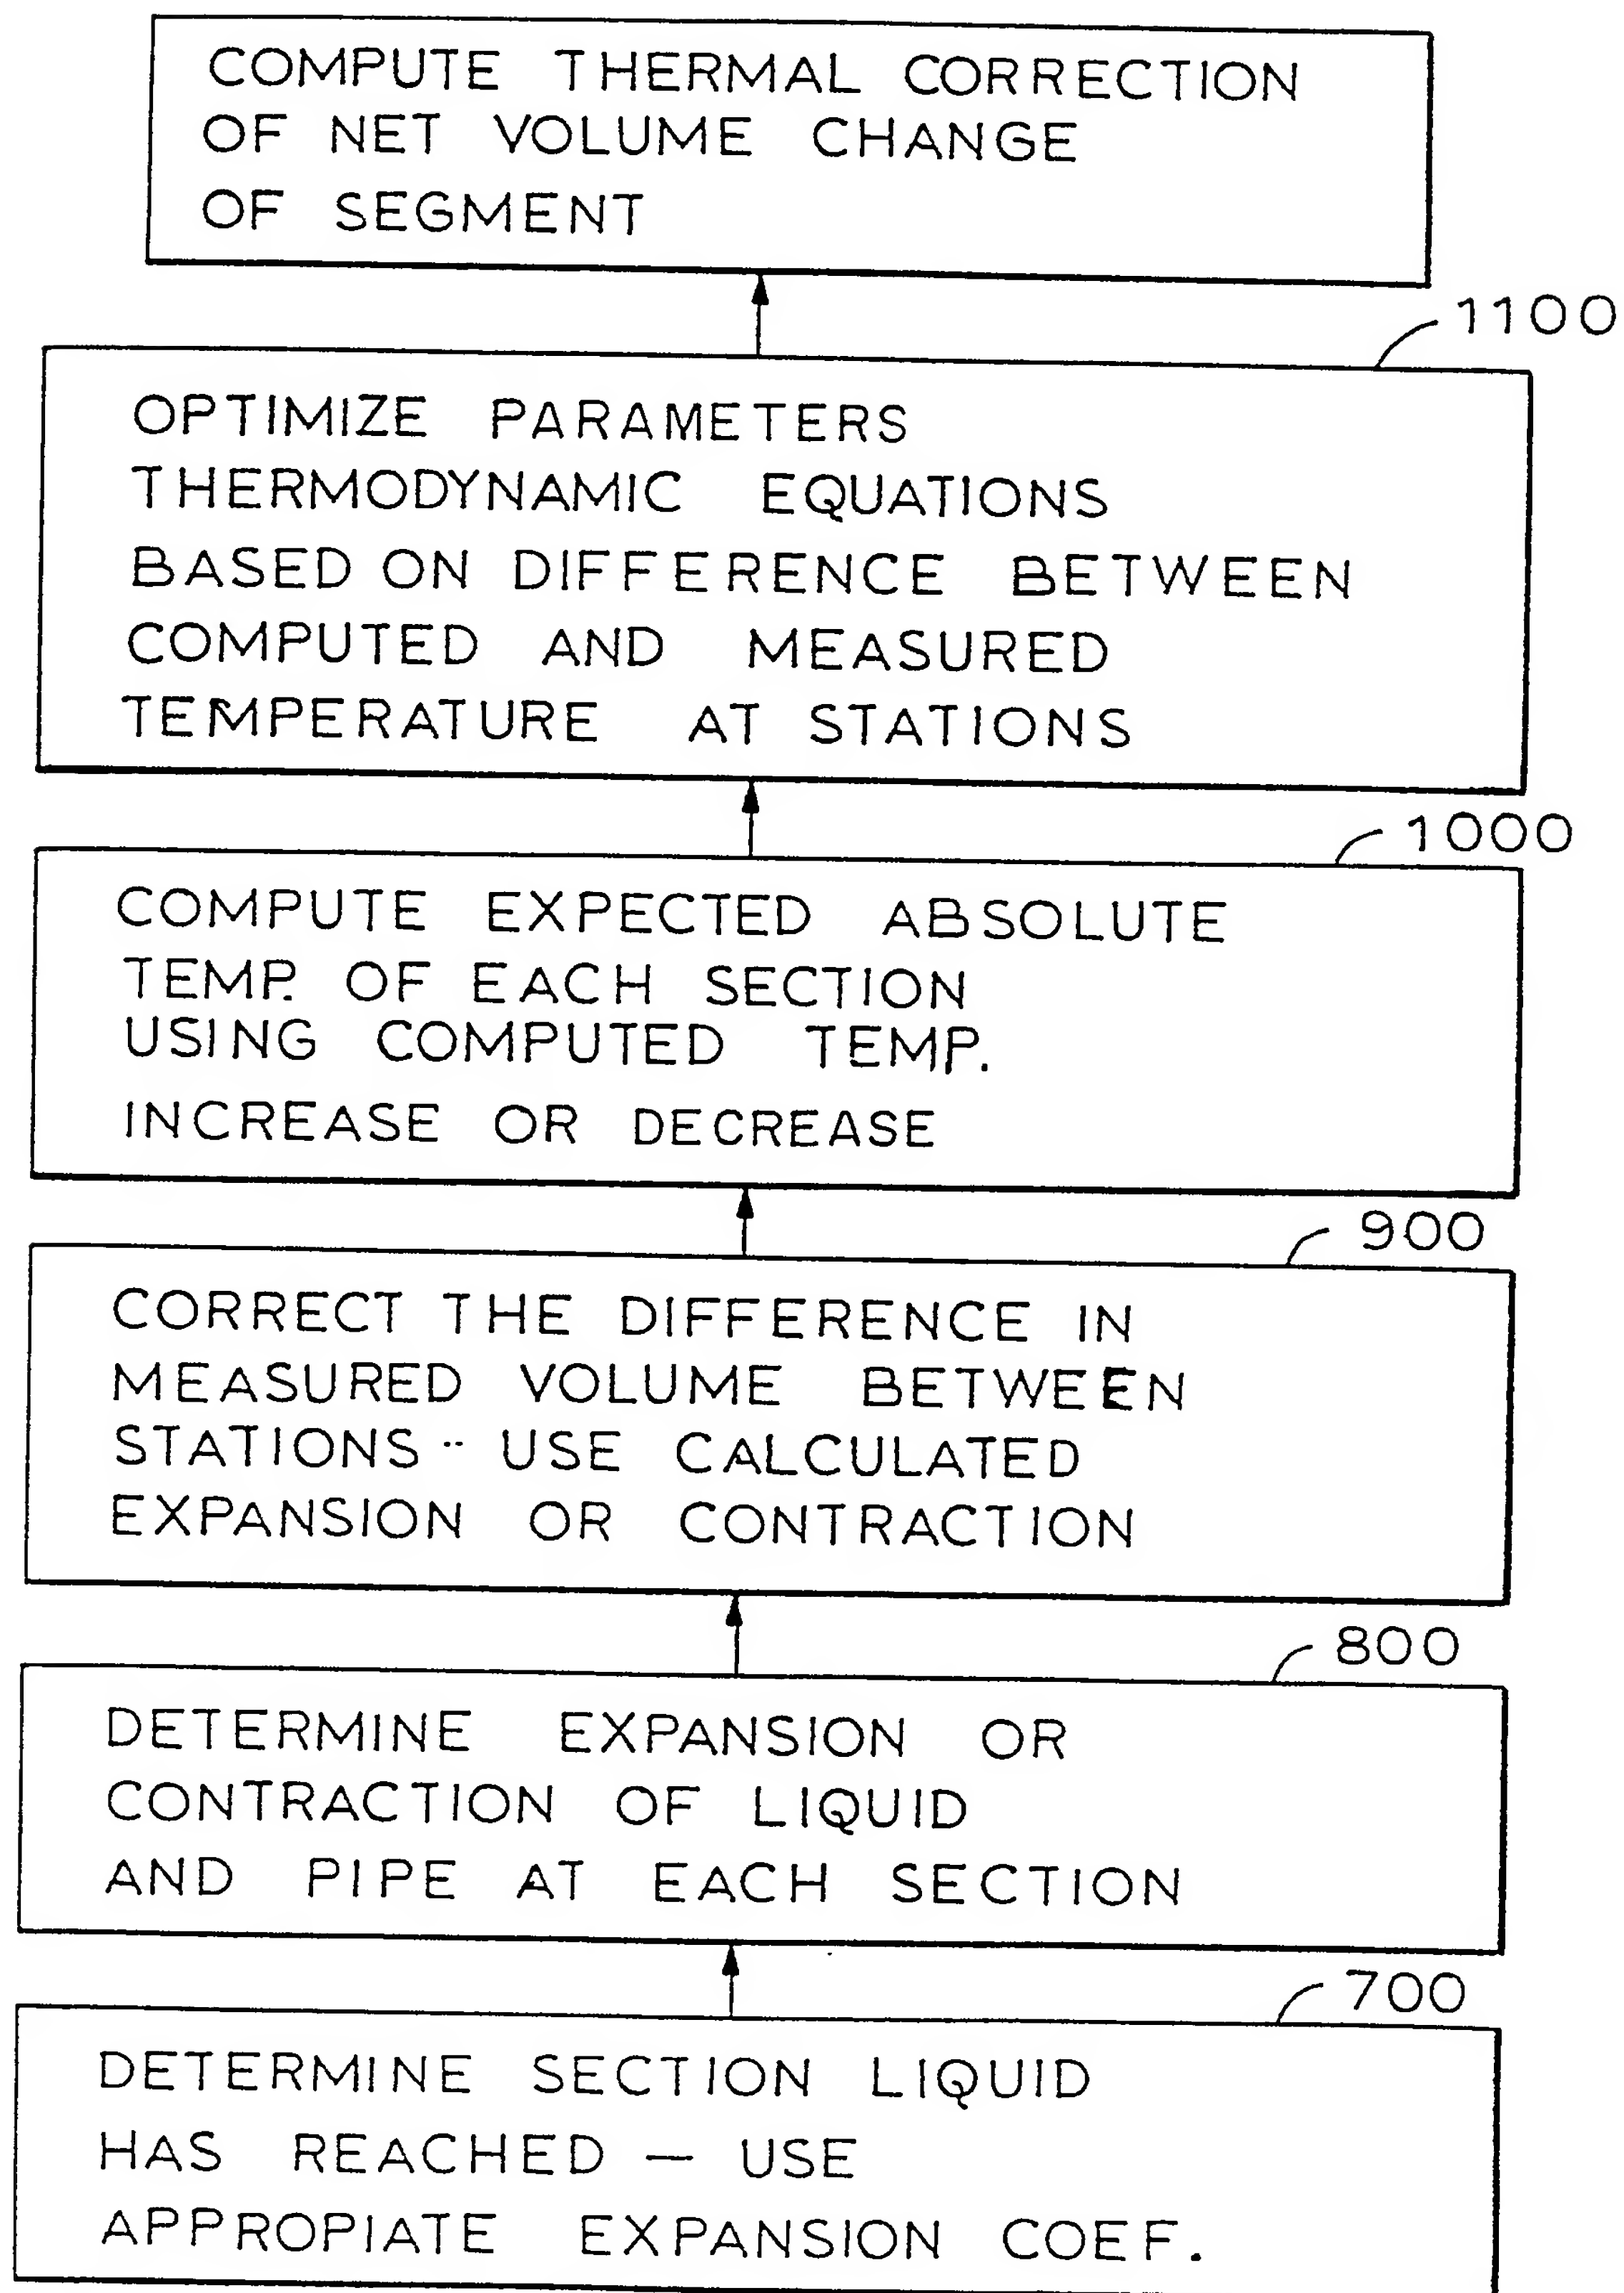 COMPUTE THERMAL CORRECTION
OF NET VOLUME CHANGE
OF SEGMENT
1100
OPTIMIZE PARAMETERS
THERMODYNAMIC EQUATIONS
BASED ON DIFFERENCE BETWEEN
COMPUTED AND MEASURED
TEMPERATURE AT STATIONS
1000
COMPUTE EXPECTED ABSOLUTE
TEMP. OF EACH SECTION
USING COMPUTED TEMP.
INCREASE OR DECREASE
900
CORRECT THE DIFFERENCE IN
MEASURED VOLUME BETWEEN
STATIONS -- USE CALCULATED
EXPANSION OR CONTRACTION
800
DETERMINE EXPANSION OR
CONTRACTION OF LIQUID
AND PIPE AT EACH SECTION
700
DETERMINE SECTION LIQUID
HAS REACHED — USE
APPROPIATE EXPANSION COEF.